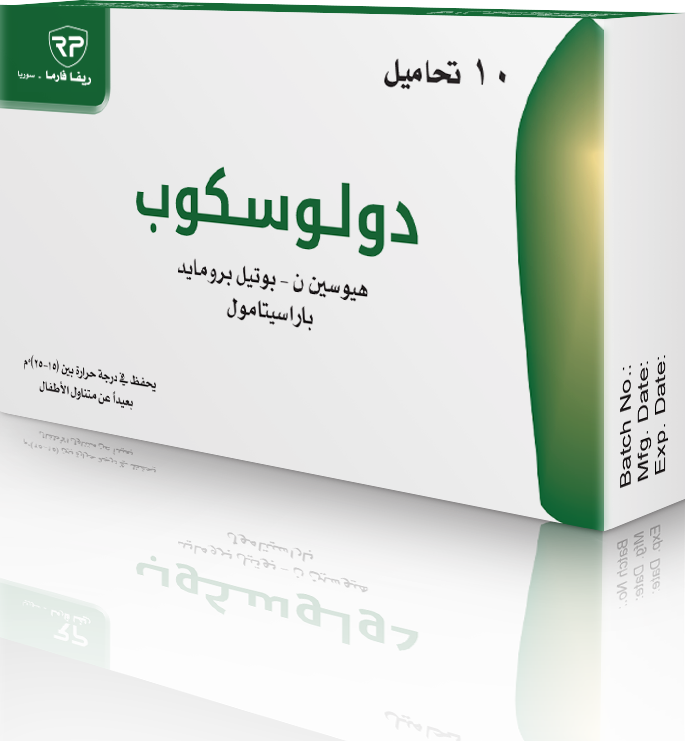 RP
ريفا فارما - سوريا
١٠ تحاميل
دولوسكوب
هيوسين ن - بوتيل برومايد
باراسيتامول
يحفظ في درجة حرارة بين (١٥-٢٥)°م
بعيداً عن متناول الأطفال
Batch No.:
Mfg. Date:
Exp. Date: